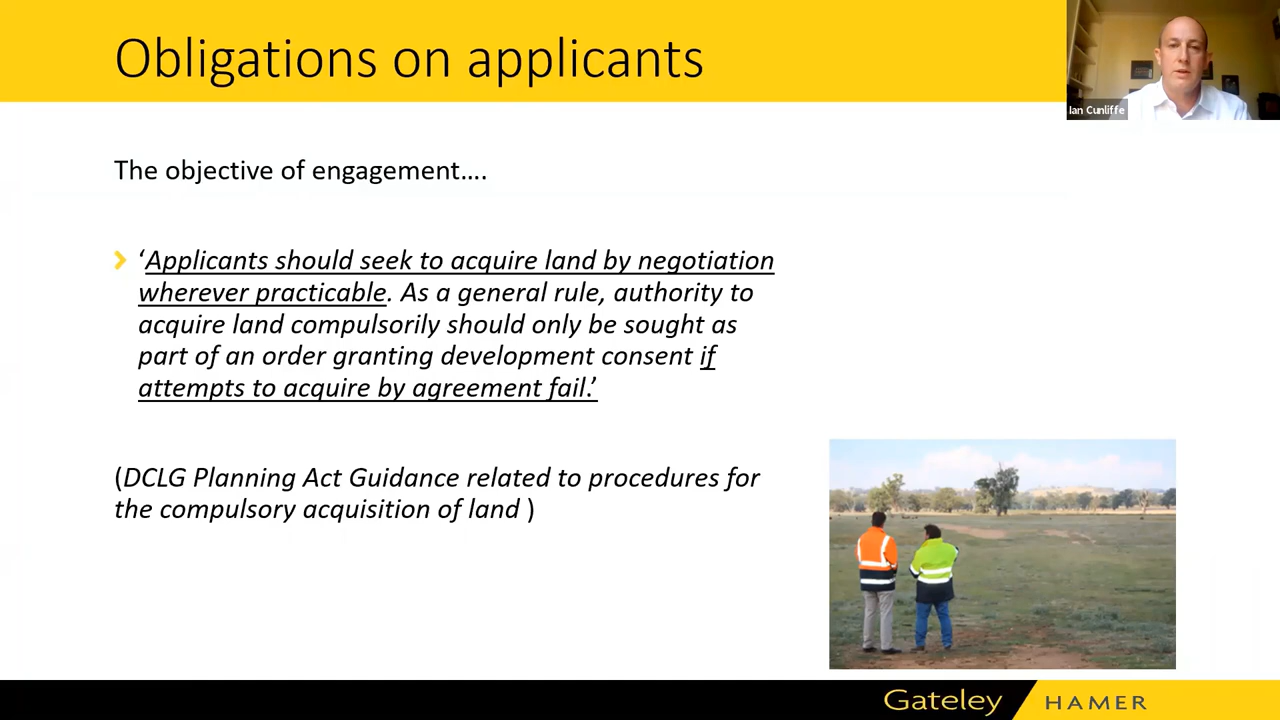 Obligations on applicants
Ian Cunliffe
The objective of engagement….
‘Applicants should seek to acquire land by negotiation
wherever practicable. As a general rule, authority to
acquire land compulsorily should only be sought as
part of an order granting development consent if
attempts to acquire by agreement fail.’
(DCLG Planning Act Guidance related to procedures for
the compulsory acquisition of land )
Gateley HAMER